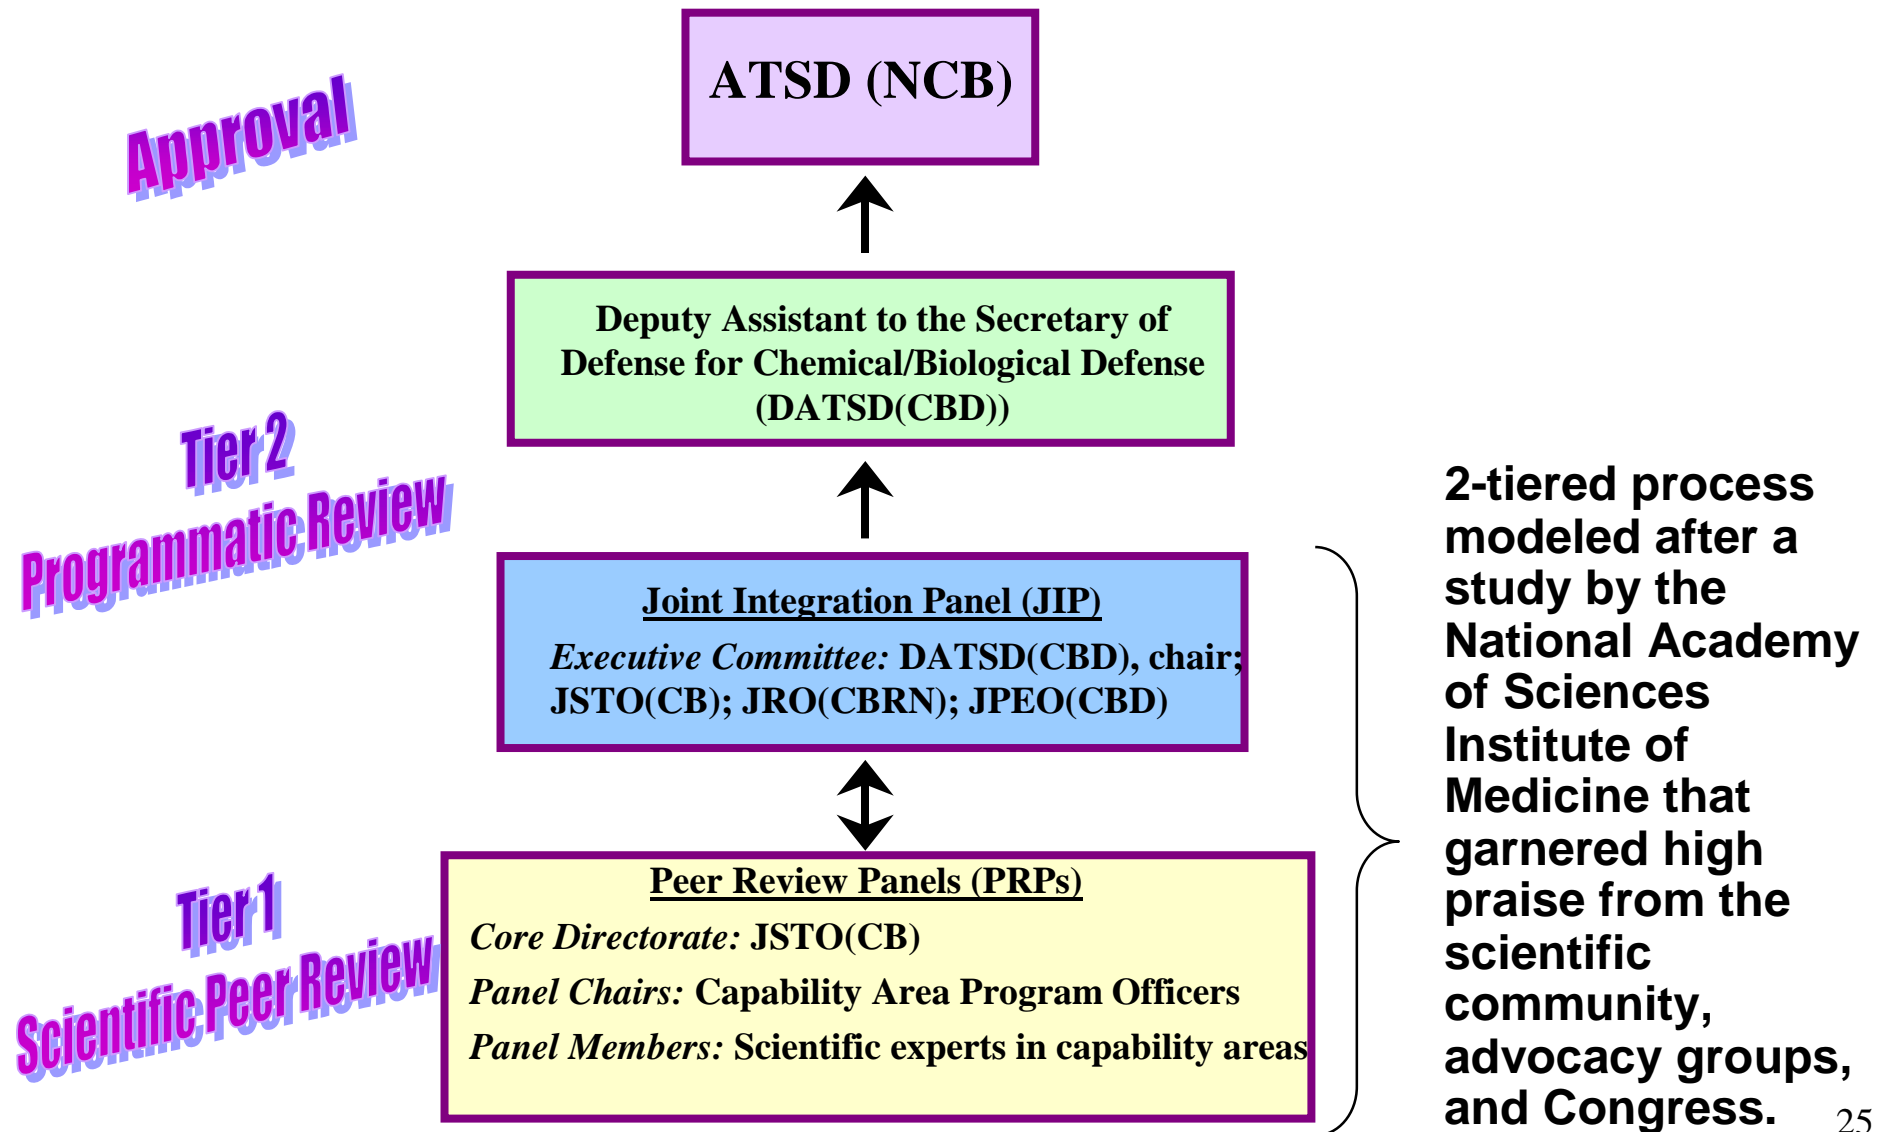 Approval
ATSD (NCB)
Deputy Assistant to the Secretary of
Defense for Chemical/Biological Defense
(DATSD(CBD))
Tier 2
Programmatic Review
Joint Integration Panel (JIP)
Executive Committee: DATSD(CBD), chair;
JSTO(CB); JRO(CBRN); JPEO(CBD)
Tier 1
Scientific Peer Review
Peer Review Panels (PRPs)
Core Directorate: JSTO(CB)
Panel Chairs: Capability Area Program Officers
Panel Members: Scientific experts in capability areas
2-tiered process
modeled after a
study by the
National Academy
of Sciences
Institute of
Medicine that
garnered high
praise from the
scientific
community,
advocacy groups,
and Congress.
25